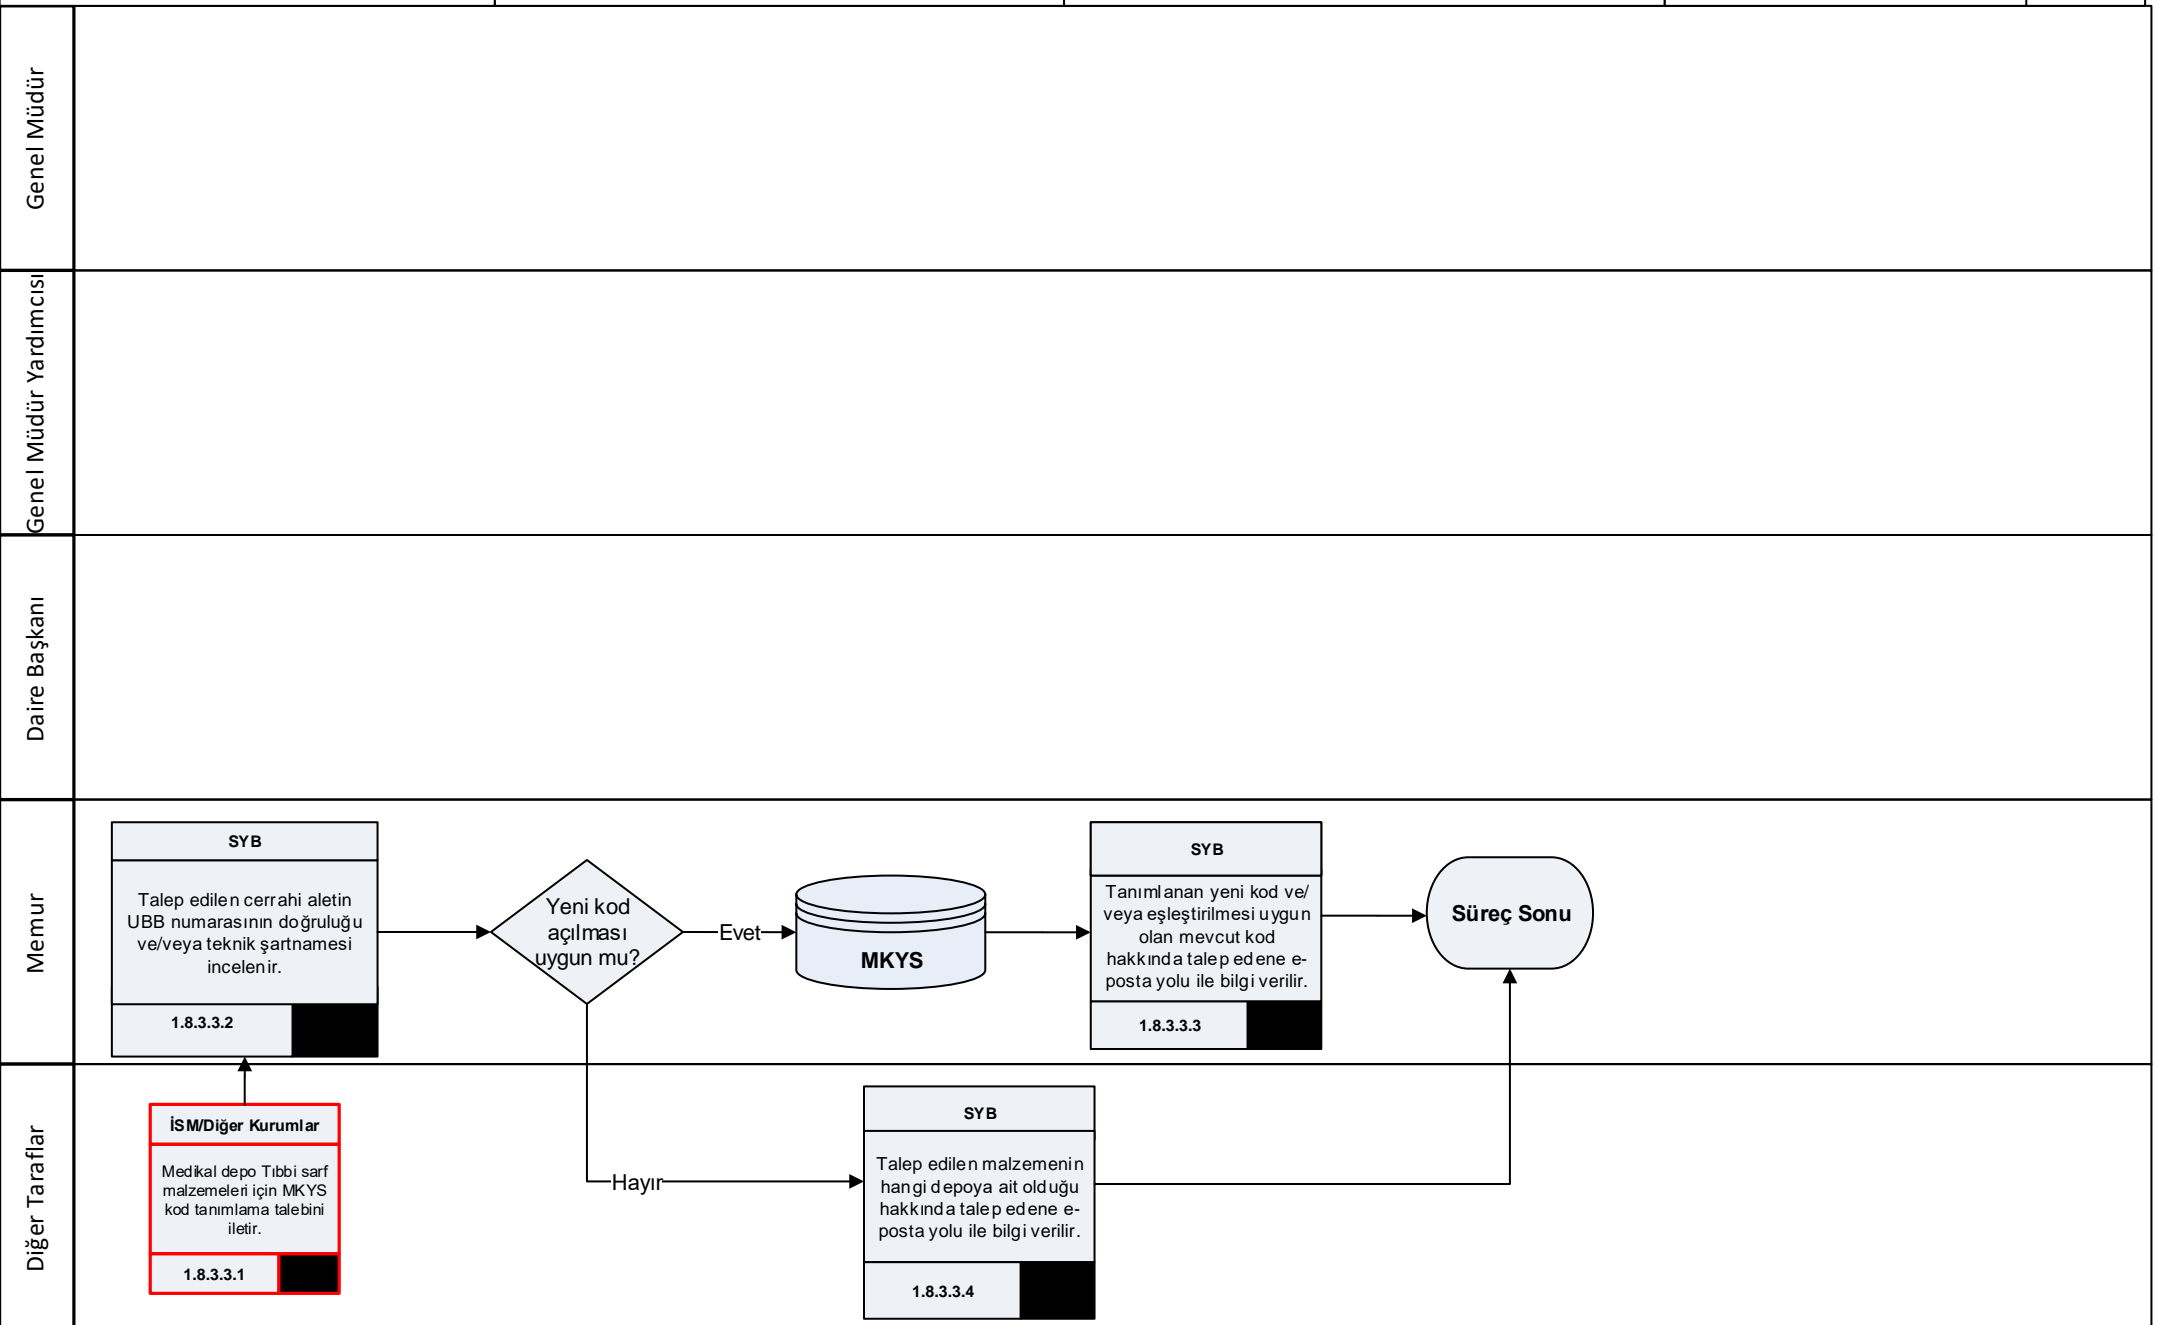 Genel Müdür
Genel Müdür Yardımcısı
Daire Başkanı
Memur
SYB
Talep edilen cerrahi aletin
UBB numarasının doğruluğu
ve/veya teknik şartnamesi
incelenir.
1.8.3.3.2
Yeni kod
açılması
uygun mu?
Evet
MKYS
SYB
Tanımlanan yeni kod ve/
veya eşleştirilmesi uygun
olan mevcut kod
hakkında talep edene e-
posta yolu ile bilgi verilir.
1.8.3.3.3
Süreç Sonu
Diğer Taraflar
İSM/Diğer Kurumlar
Medikal depo Tıbbi sarf
malzemeleri için MKYS
kod tanımlama talebini
iletir.
1.8.3.3.1
Hayır
SYB
Talep edilen malzemenin
hangi depoya ait olduğu
hakkında talep edene e-
posta yolu ile bilgi verilir.
1.8.3.3.4